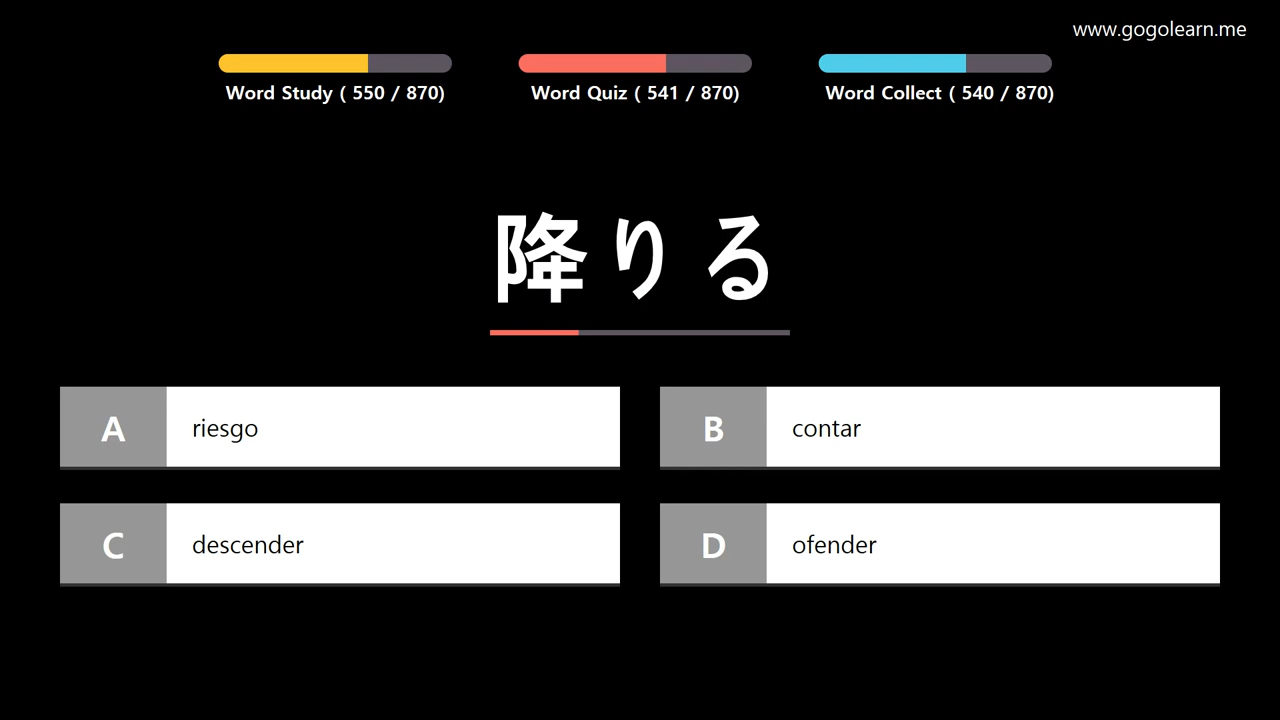 www.gogolearn.me
Word Study ( 550 / 870)
Word Quiz ( 541 / 870)
Word Collect ( 540 / 870)
降りる
A riesgo
B contar
C descender
D ofender